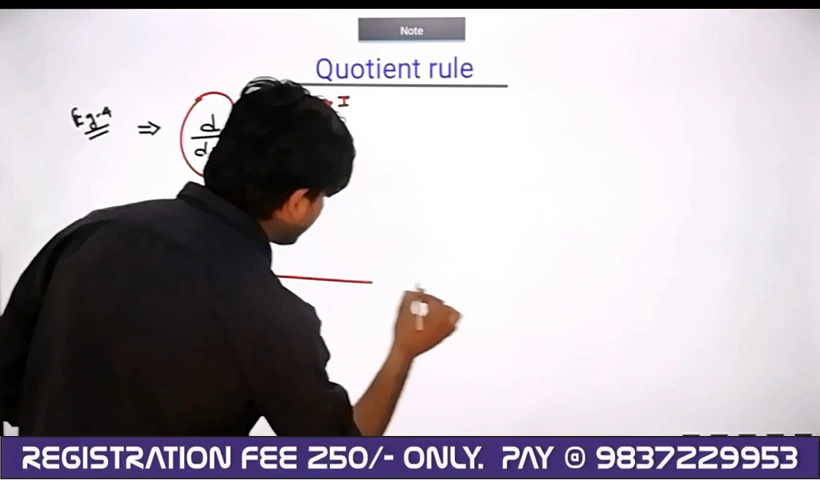 Note
Quotient rule
Eg-4 ⇒ d I
REGISTRATION FEE 250/- ONLY. PAY @ 9837229953